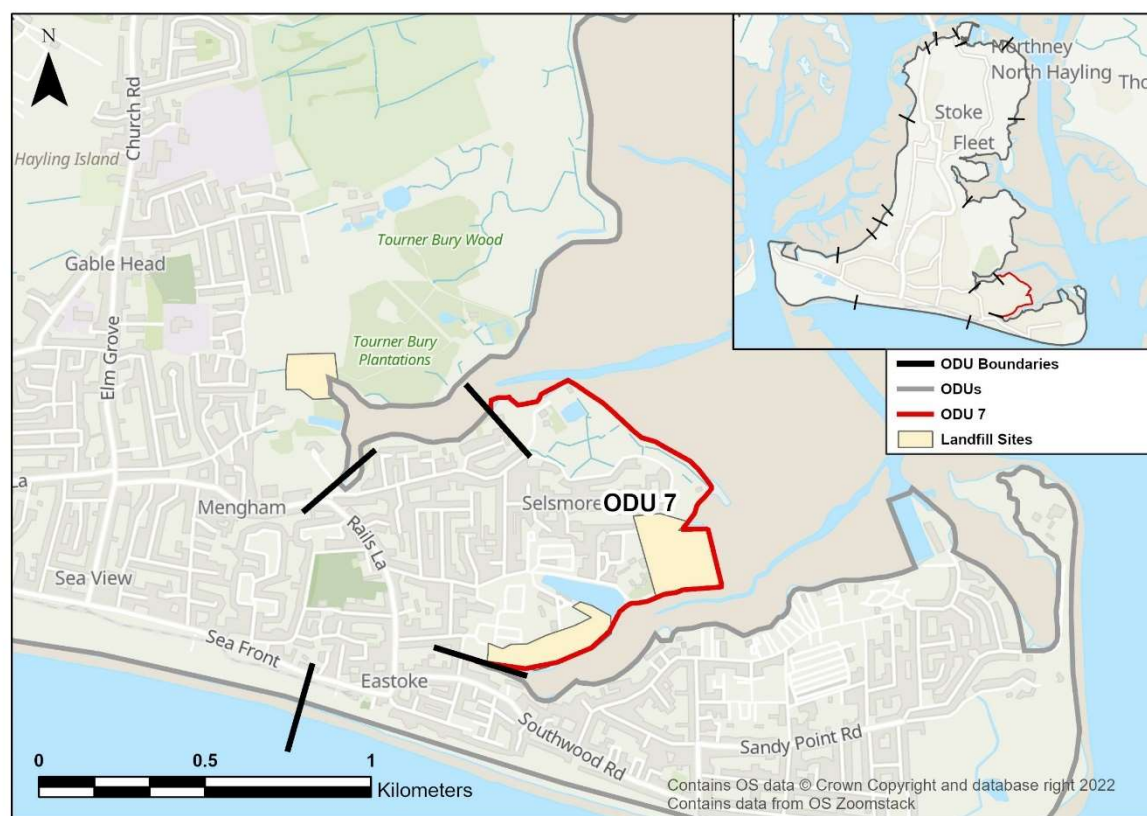 N
Church Rd
Hayling Island
Tourner Bury Wood
Gable Head
Tourner Bury
Plantations
Elm Grove
La
Mengham
Selsmore
ODU 7
Rails La
Sea View
Sea Front
Eastoke
Southwood Rd
Sandy Point Rd
0
0.5
1
Kilometers
Contains OS data © Crown Copyright and database right 2022
Contains data from OS Zoomstack
Northney
North Hayling
Tho
Stoke
Fleet
ODU Boundaries
ODUs
ODU 7
Landfill Sites